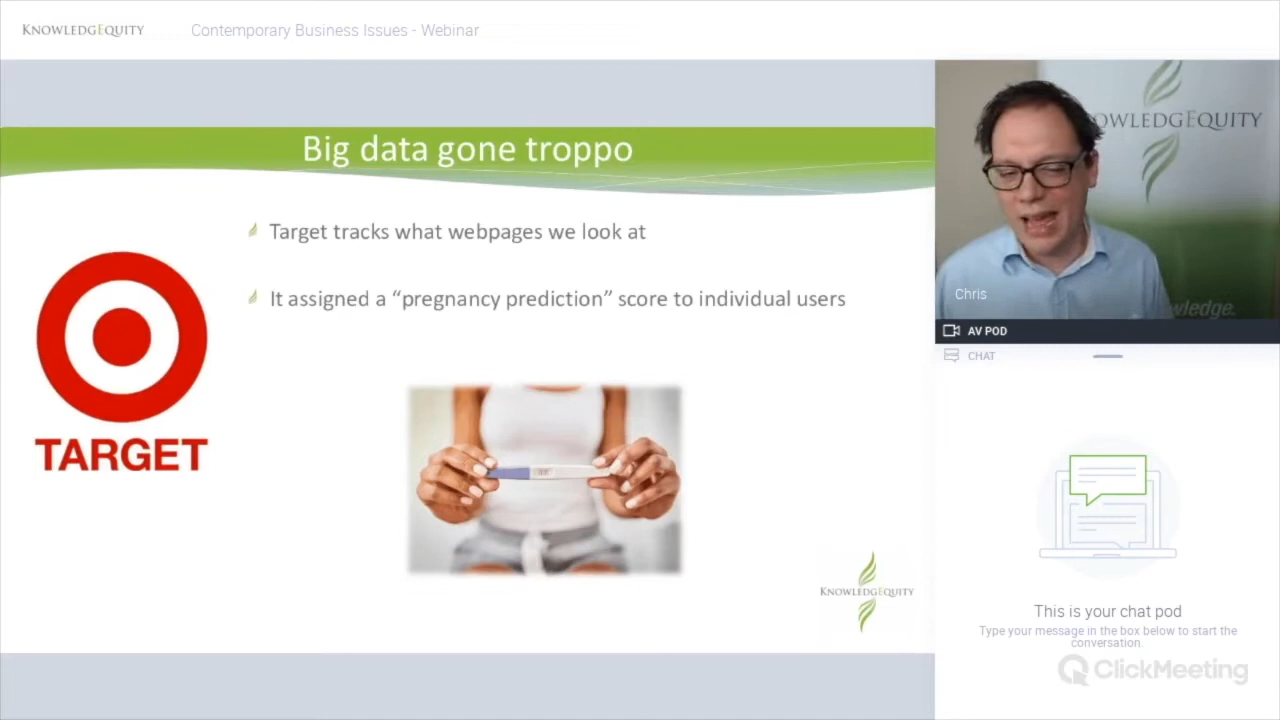 KNOWLEDGEQUITY
Contemporary Business Issues - Webinar
Big data gone troppo
Target tracks what webpages we look at
It assigned a “pregnancy prediction” score to individual users
TARGET
KNOWLEDGEQUITY
OWLEDGEQUITY
wledge.
Chris
AV POD
CHAT
This is your chat pod
Type your message in the box below to start the
conversation.
ClickMeeting